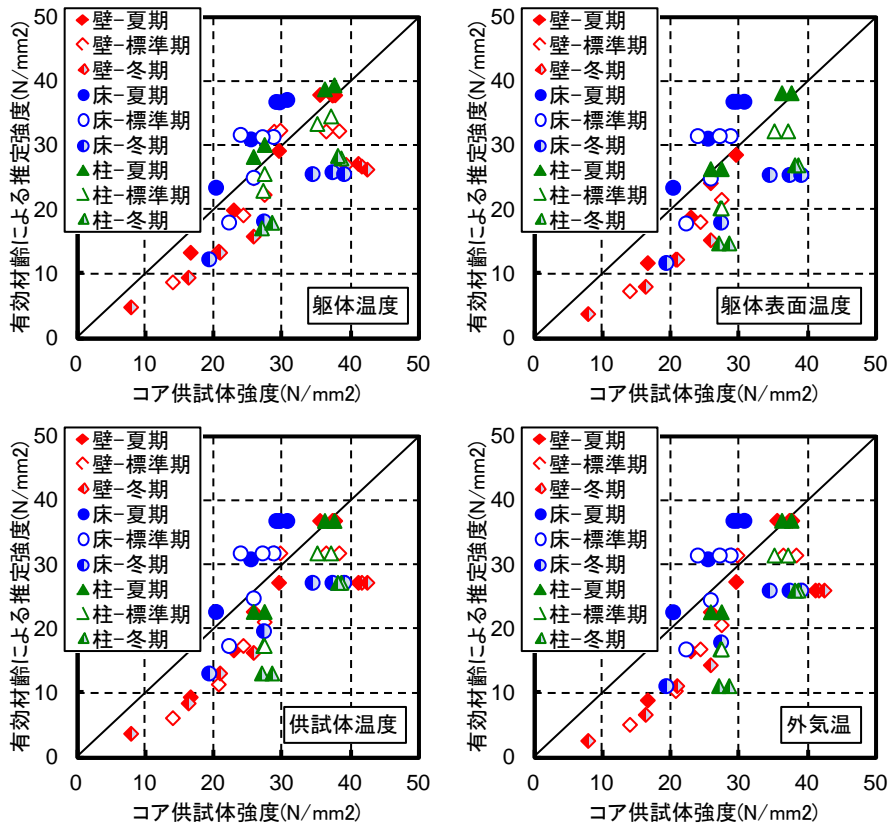 有効材齢による推定強度(N/mm2)
50
40
30
20
10
0
壁-夏期
壁-標準期
壁-冬期
床-夏期
床-標準期
床-冬期
柱-夏期
柱-標準期
柱-冬期
躯体温度
0 10 20 30 40 50
コア供試体強度(N/mm2)
有効材齢による推定強度(N/mm2)
50
40
30
20
10
0
壁-夏期
壁-標準期
壁-冬期
床-夏期
床-標準期
床-冬期
柱-夏期
柱-標準期
柱-冬期
躯体表面温度
0 10 20 30 40 50
コア供試体強度(N/mm2)
有効材齢による推定強度(N/mm2)
50
40
30
20
10
0
壁-夏期
壁-標準期
壁-冬期
床-夏期
床-標準期
床-冬期
柱-夏期
柱-標準期
柱-冬期
供試体温度
0 10 20 30 40 50
コア供試体強度(N/mm2)
有効材齢による推定強度(N/mm2)
50
40
30
20
10
0
壁-夏期
壁-標準期
壁-冬期
床-夏期
床-標準期
床-冬期
柱-夏期
柱-標準期
柱-冬期
外気温
0 10 20 30 40 50
コア供試体強度(N/mm2)